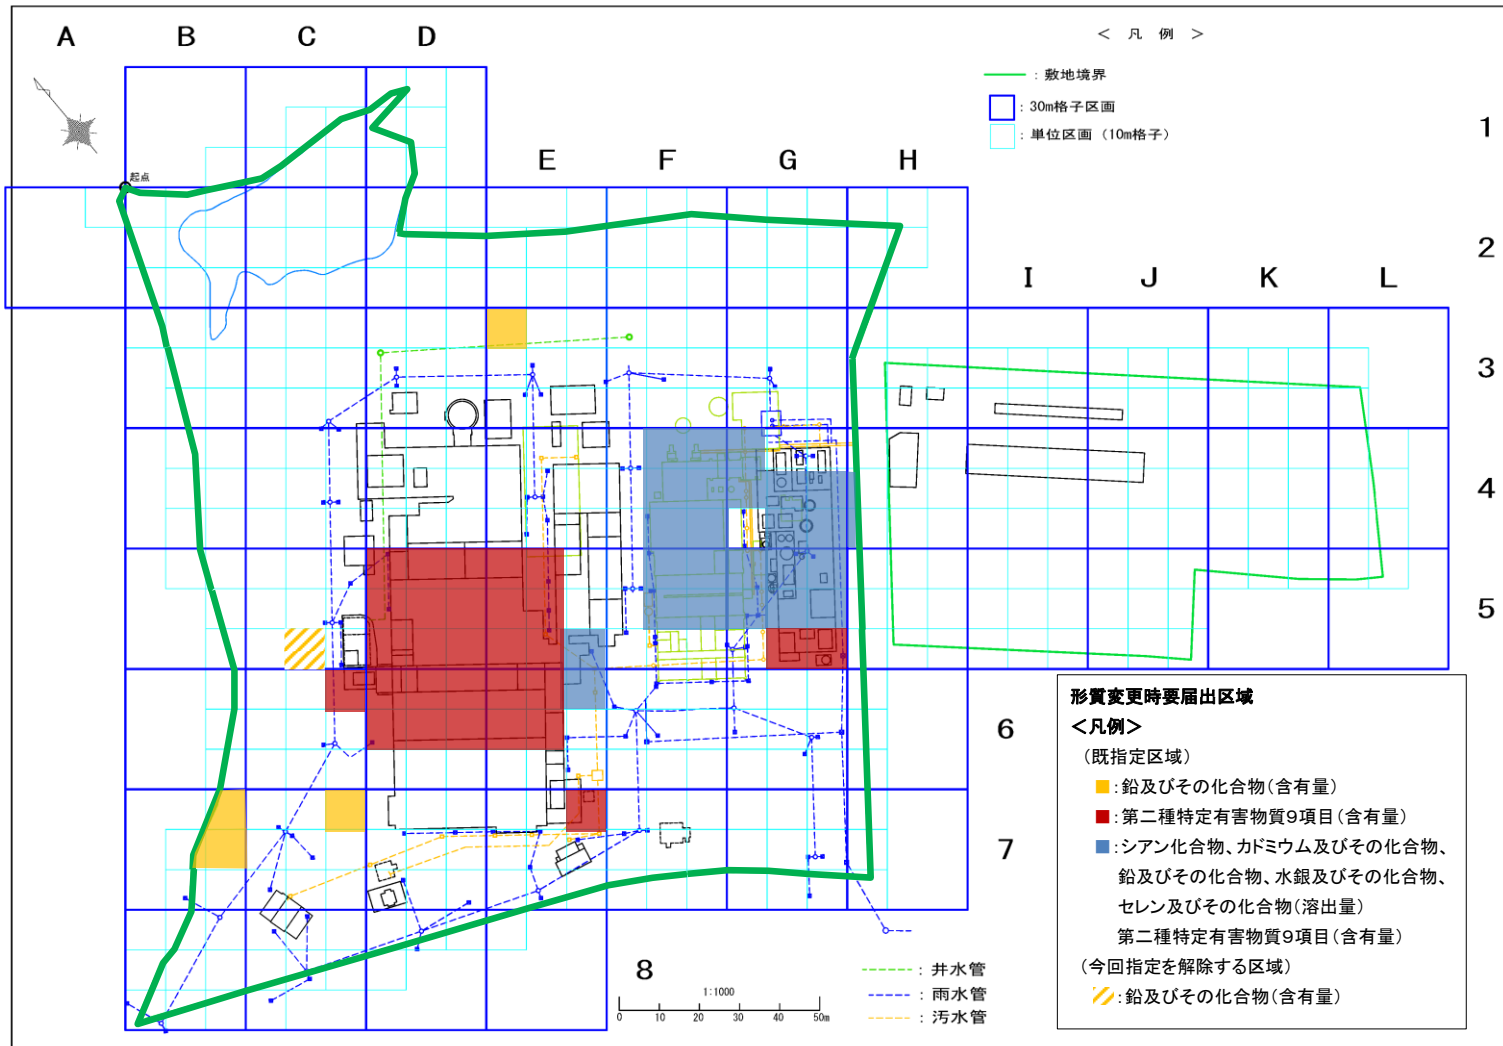 A B C D
＜ 凡 例 ＞
：敷地境界
：30m格子区画
：単位区画（10m格子）
1
起点
E F G H
2
I J K L
3
4
5
6
7
8
形質変更時要届出区域
＜凡例＞
（既指定区域）
：鉛及びその化合物（含有量）
：第二種特定有害物質９項目（含有量）
：シアン化合物、カドミウム及びその化合物、
鉛及びその化合物、水銀及びその化合物、
セレン及びその化合物（溶出量）
第二種特定有害物質９項目（含有量）
（今回指定を解除する区域）
：鉛及びその化合物（含有量）
1:1000
0 10 20 30 40 50m
：井水管
：雨水管
：汚水管